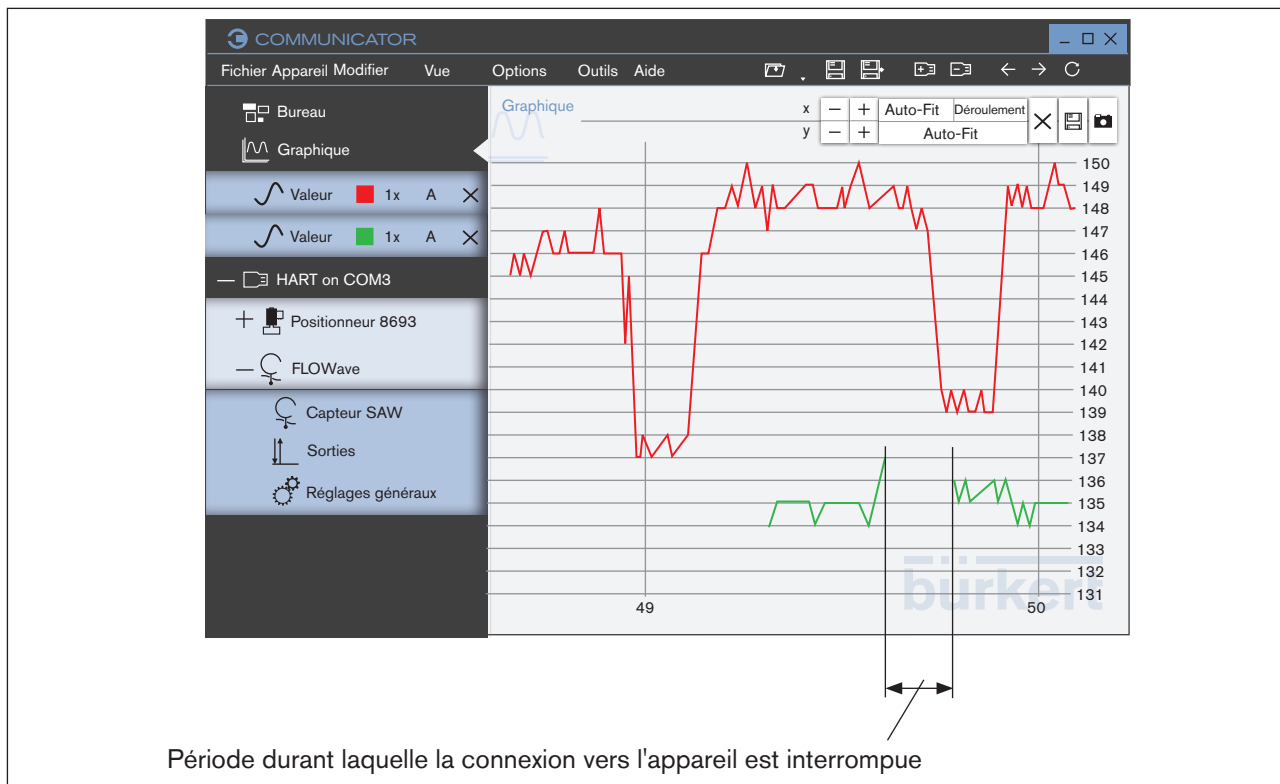 COMMUNICATOR
Fichier Appareil Modifier Vue Options Outils Aide
Bureau
Graphique
Valeur 1x A
Valeur 1x A
HART on COM3
Positionneur 8693
FLOWave
Capteur SAW
Sorties
Réglages généraux
Graphique
x - + Auto-Fit Déroulement
y - + Auto-Fit
150
149
148
147
146
145
144
143
142
141
140
139
138
137
136
135
134
133
132
131
bürkert
49 50
Période durant laquelle la connexion vers l'appareil est interrompue